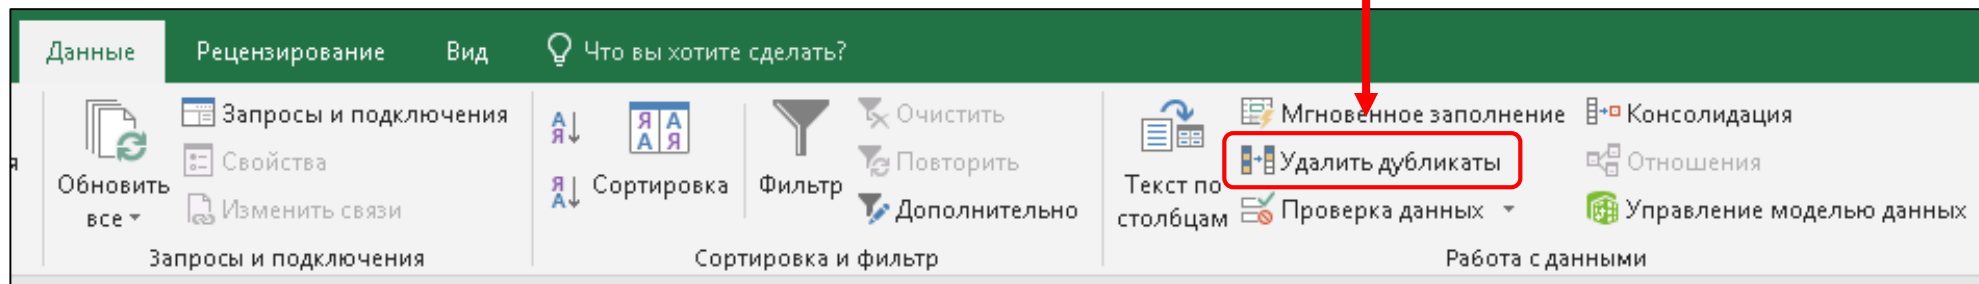 Данные Рецензирование Вид Что вы хотите сделать?
Обновить все
Запросы и подключения
Свойства
Изменить связи
Запросы и подключения
Сортировка
Фильтр
Очистить
Повторить
Дополнительно
Сортировка и фильтр
Текст по столбцам
Мгновенное заполнение
Удалить дубликаты
Проверка данных
Консолидация
Отношения
Управление моделью данных
Работа с данными